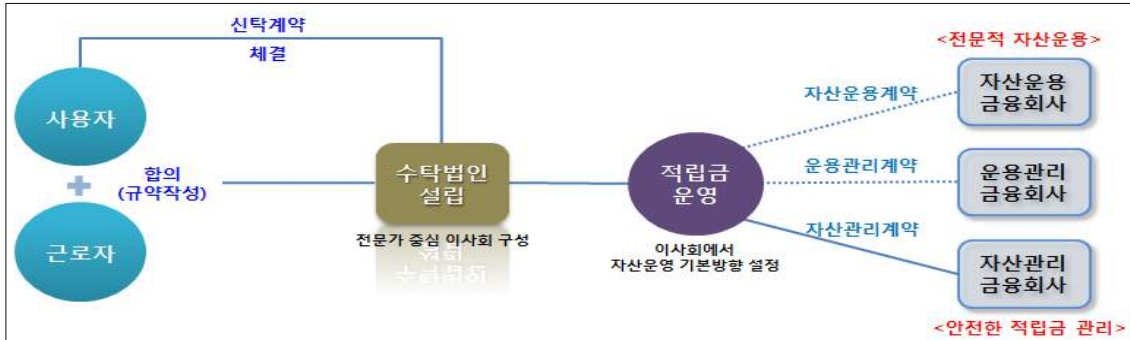 신탁계약
체결
사용자
합의
(규약작성)
근로자
수탁법인
설립
전문가 중심 이사회 구성
적립금
운영
이사회에서
자산운영 기본방향 설정
<전문적 자산운용>
자산운용계약
자산운용
금융회사
운용관리계약
운용관리
금융회사
자산관리계약
자산관리
금융회사
<안전한 적립금 관리>